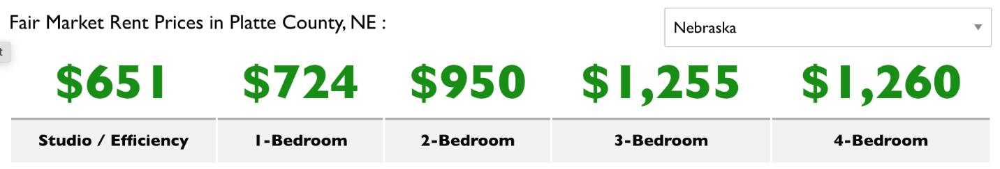 Fair Market Rent Prices in Platte County, NE :
Nebraska
t
$651 $724 $950 $1,255 $1,260
Studio / Efficiency 1-Bedroom 2-Bedroom 3-Bedroom 4-Bedroom